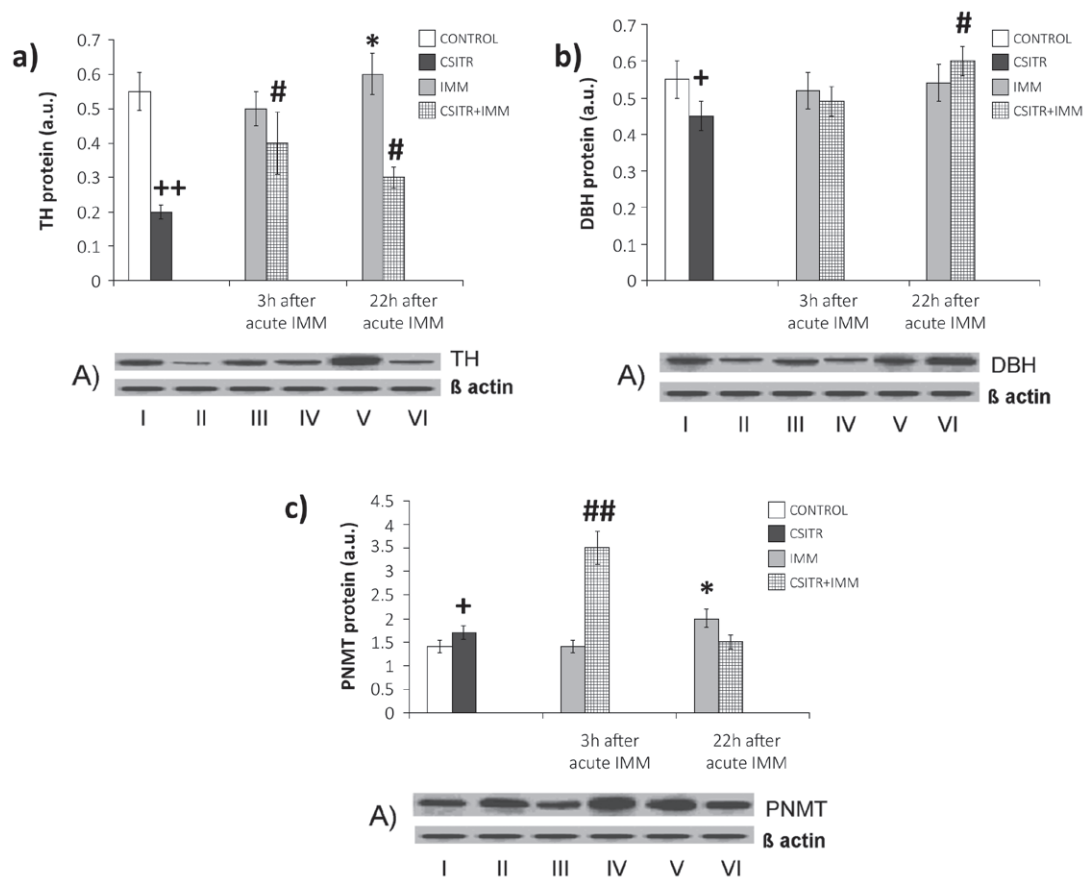 a)
TH protein (a.u.)
0.7
0.6
0.5
0.4
0.3
0.2
0.1
0
++
#
*
#
CONTROL
CSITR
IMM
CSITR+IMM
3h after
acute IMM
22h after
acute IMM
A)
TH
ß actin
I II III IV V VI
b)
DBH protein (a.u.)
0.7
0.6
0.5
0.4
0.3
0.2
0.1
0
+
#
CONTROL
CSITR
IMM
CSITR+IMM
3h after
acute IMM
22h after
acute IMM
A)
DBH
ß actin
I II III IV V VI
c)
PNMT protein (a.u.)
4.5
4
3.5
3
2.5
2
1.5
1
0.5
0
+
##
*
CONTROL
CSITR
IMM
CSITR+IMM
3h after
acute IMM
22h after
acute IMM
A)
PNMT
ß actin
I II III IV V VI